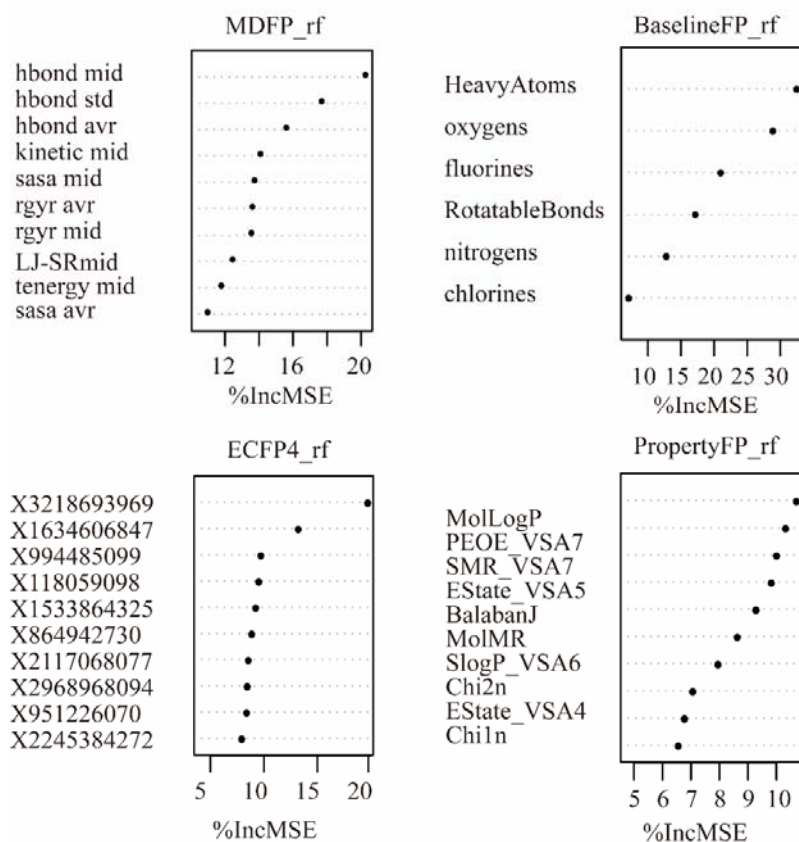 MDFP_rf
hbond mid
hbond std
hbond avr
kinetic mid
sasa mid
rgyr avr
rgyr mid
LJ-SRmid
tenergy mid
sasa avr
12 16 20
%IncMSE
BaselineFP_rf
HeavyAtoms
oxygens
fluorines
RotatableBonds
nitrogens
chlorines
10 15 20 25 30
%IncMSE
ECFP4_rf
X3218693969
X1634606847
X994485099
X118059098
X1533864325
X864942730
X2117068077
X2968968094
X951226070
X2245384272
5 10 15 20
%IncMSE
PropertyFP_rf
MolLogP
PEOE_VSA7
SMR_VSA7
EState_VSA5
BalabanJ
MolMR
SlogP_VSA6
Chi2n
EState_VSA4
Chi1n
5 6 7 8 9 10
%IncMSE